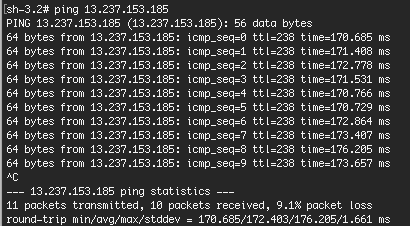 [sh-3.2# ping 13.237.153.185
PING 13.237.153.185 (13.237.153.185): 56 data bytes
64 bytes from 13.237.153.185: icmp_seq=0 ttl=238 time=170.685 ms
64 bytes from 13.237.153.185: icmp_seq=1 ttl=238 time=171.408 ms
64 bytes from 13.237.153.185: icmp_seq=2 ttl=238 time=172.778 ms
64 bytes from 13.237.153.185: icmp_seq=3 ttl=238 time=171.531 ms
64 bytes from 13.237.153.185: icmp_seq=4 ttl=238 time=170.766 ms
64 bytes from 13.237.153.185: icmp_seq=5 ttl=238 time=170.729 ms
64 bytes from 13.237.153.185: icmp_seq=6 ttl=238 time=172.864 ms
64 bytes from 13.237.153.185: icmp_seq=7 ttl=238 time=173.407 ms
64 bytes from 13.237.153.185: icmp_seq=8 ttl=238 time=176.205 ms
64 bytes from 13.237.153.185: icmp_seq=9 ttl=238 time=173.657 ms
^C
--- 13.237.153.185 ping statistics ---
11 packets transmitted, 10 packets received, 9.1% packet loss
round-trip min/avg/max/stddev = 170.685/172.403/176.205/1.661 ms